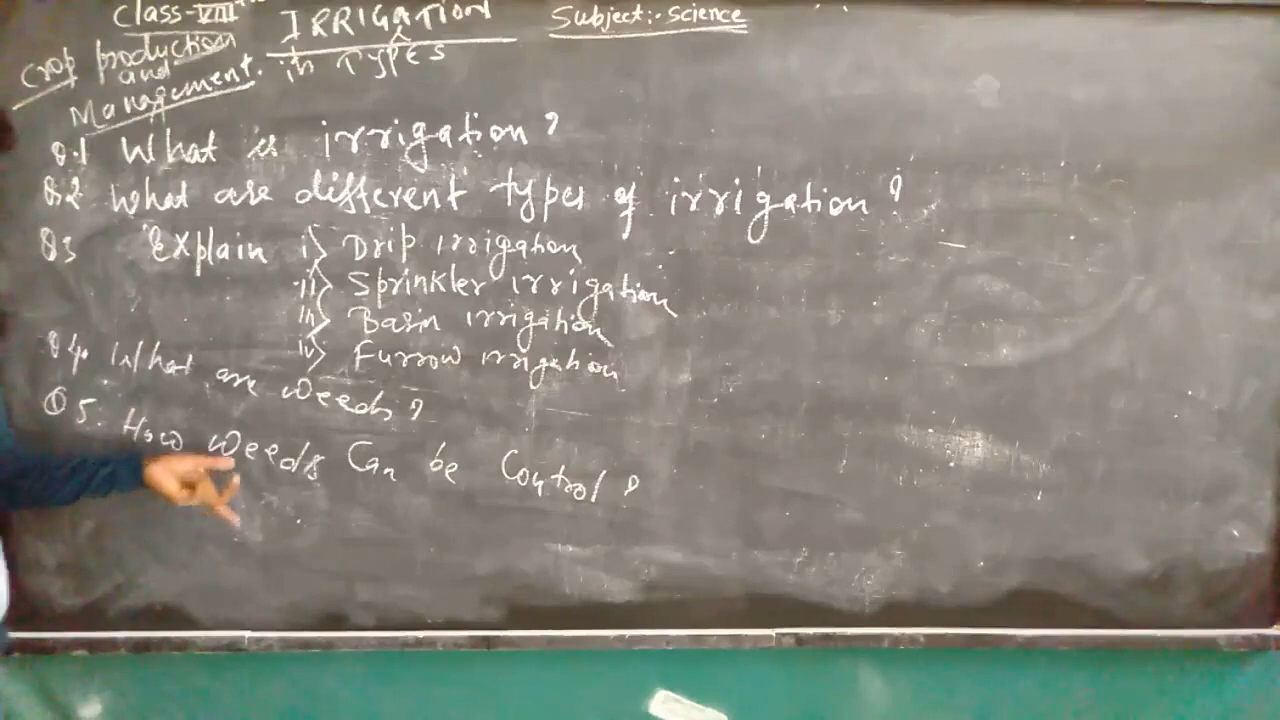 Class-VIII
IRRIGATION
Subject:- Science
Crop production
and
Management.
in TYPES
Q.1 What is irrigation?
Q.2 What are different types of irrigation?
Q3 Explain i> Drip irrigation
ii> Sprinkler irrigation
iii> Basin irrigation
iv> Furrow irrigation
Q4. What are weeds?
Q5. How weeds can be control?